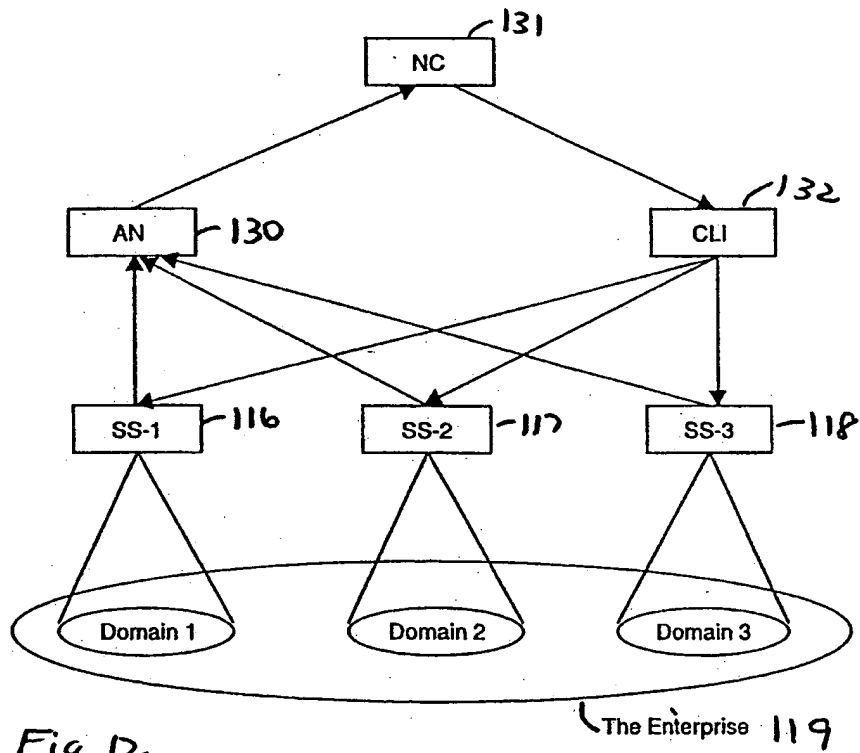 131
NC
132
AN
130
CLI
SS-1
116
SS-2
117
SS-3
118
Domain 1
Domain 2
Domain 3
The Enterprise 119
Fig D.